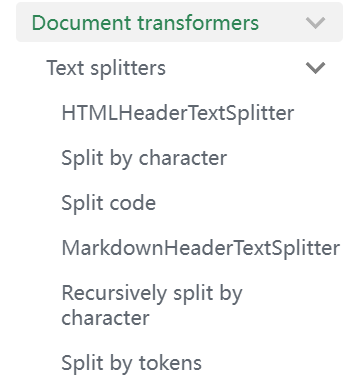 Document transformers
Text splitters
HTMLHeaderTextSplitter
Split by character
Split code
MarkdownHeaderTextSplitter
Recursively split by
character
Split by tokens